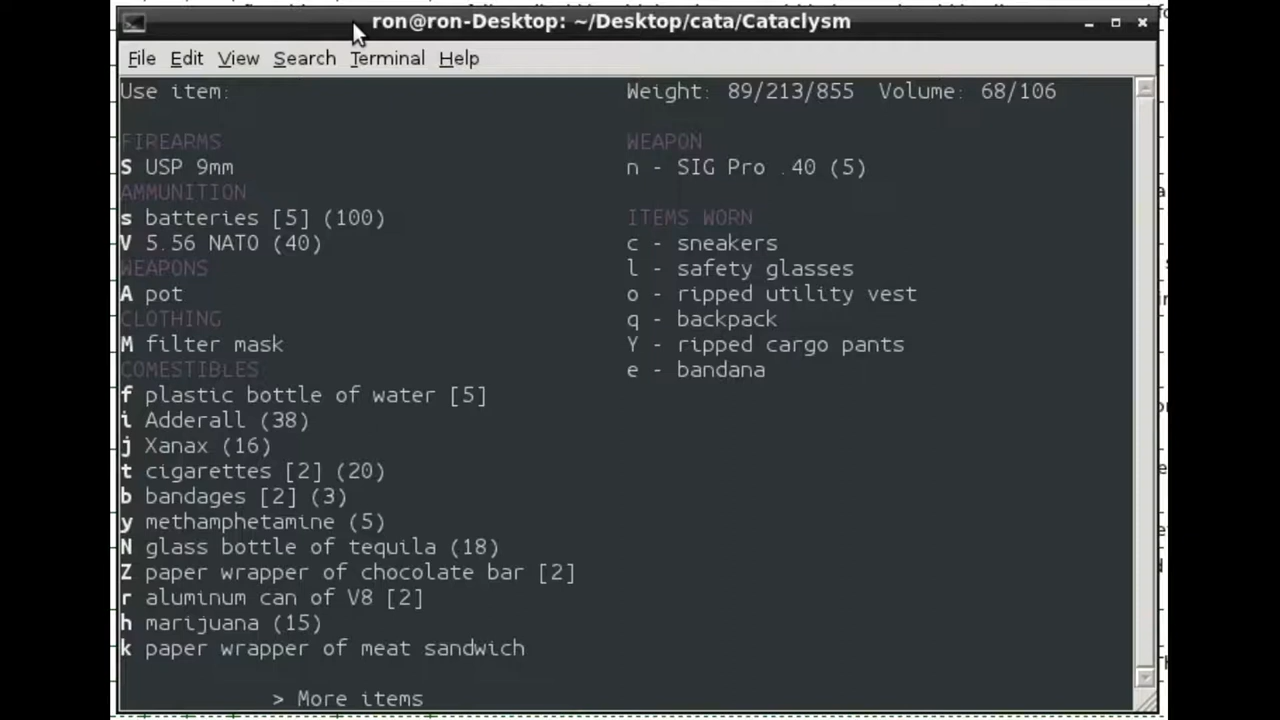 ron@ron-Desktop: ~/Desktop/cata/Cataclysm
File Edit View Search Terminal Help
Use item: Weight: 89/213/855 Volume: 68/106
FIREARMS WEAPON
S USP 9mm n - SIG Pro .40 (5)
AMMUNITION
s batteries [5] (100) ITEMS WORN
V 5.56 NATO (40) c - sneakers
WEAPONS l - safety glasses
A pot o - ripped utility vest
CLOTHING q - backpack
M filter mask Y - ripped cargo pants
COMESTIBLES e - bandana
f plastic bottle of water [5]
i Adderall (38)
j Xanax (16)
t cigarettes [2] (20)
b bandages [2] (3)
y methamphetamine (5)
N glass bottle of tequila (18)
Z paper wrapper of chocolate bar [2]
r aluminum can of V8 [2]
h marijuana (15)
k paper wrapper of meat sandwich
> More items